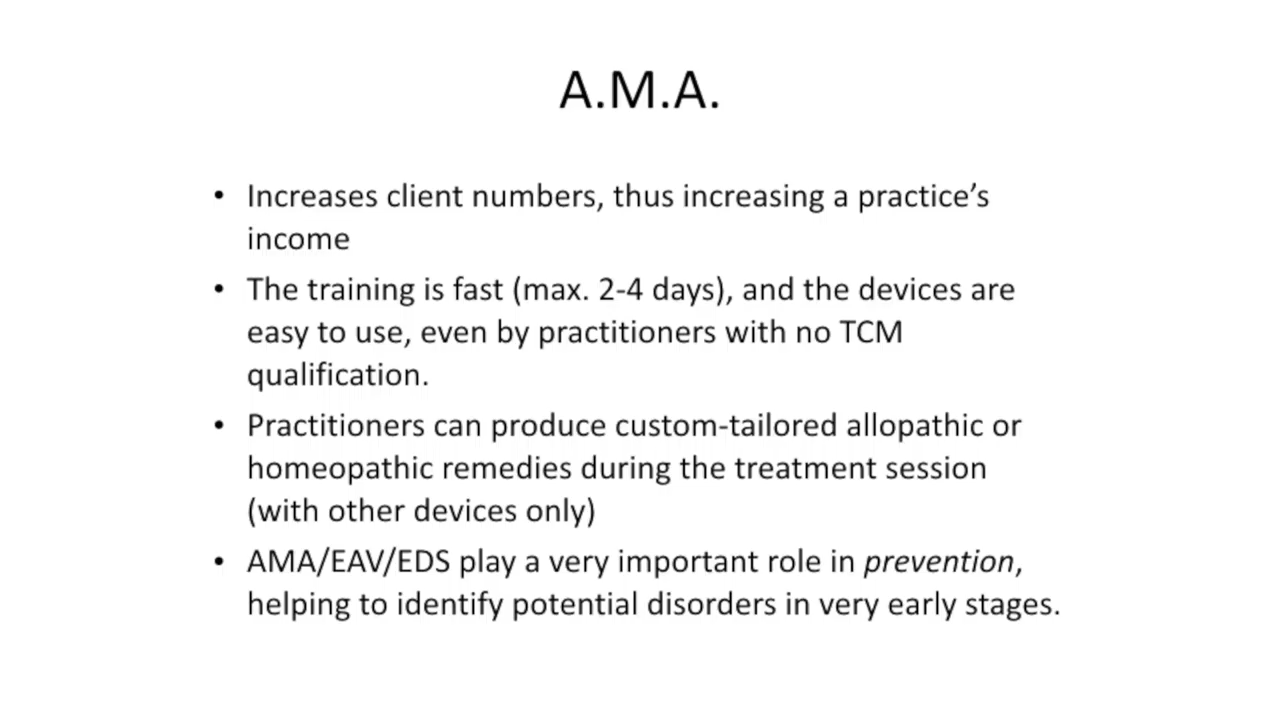 A.M.A.
• Increases client numbers, thus increasing a practice’s
income
• The training is fast (max. 2-4 days), and the devices are
easy to use, even by practitioners with no TCM
qualification.
• Practitioners can produce custom-tailored allopathic or
homeopathic remedies during the treatment session
(with other devices only)
• AMA/EAV/EDS play a very important role in prevention,
helping to identify potential disorders in very early stages.